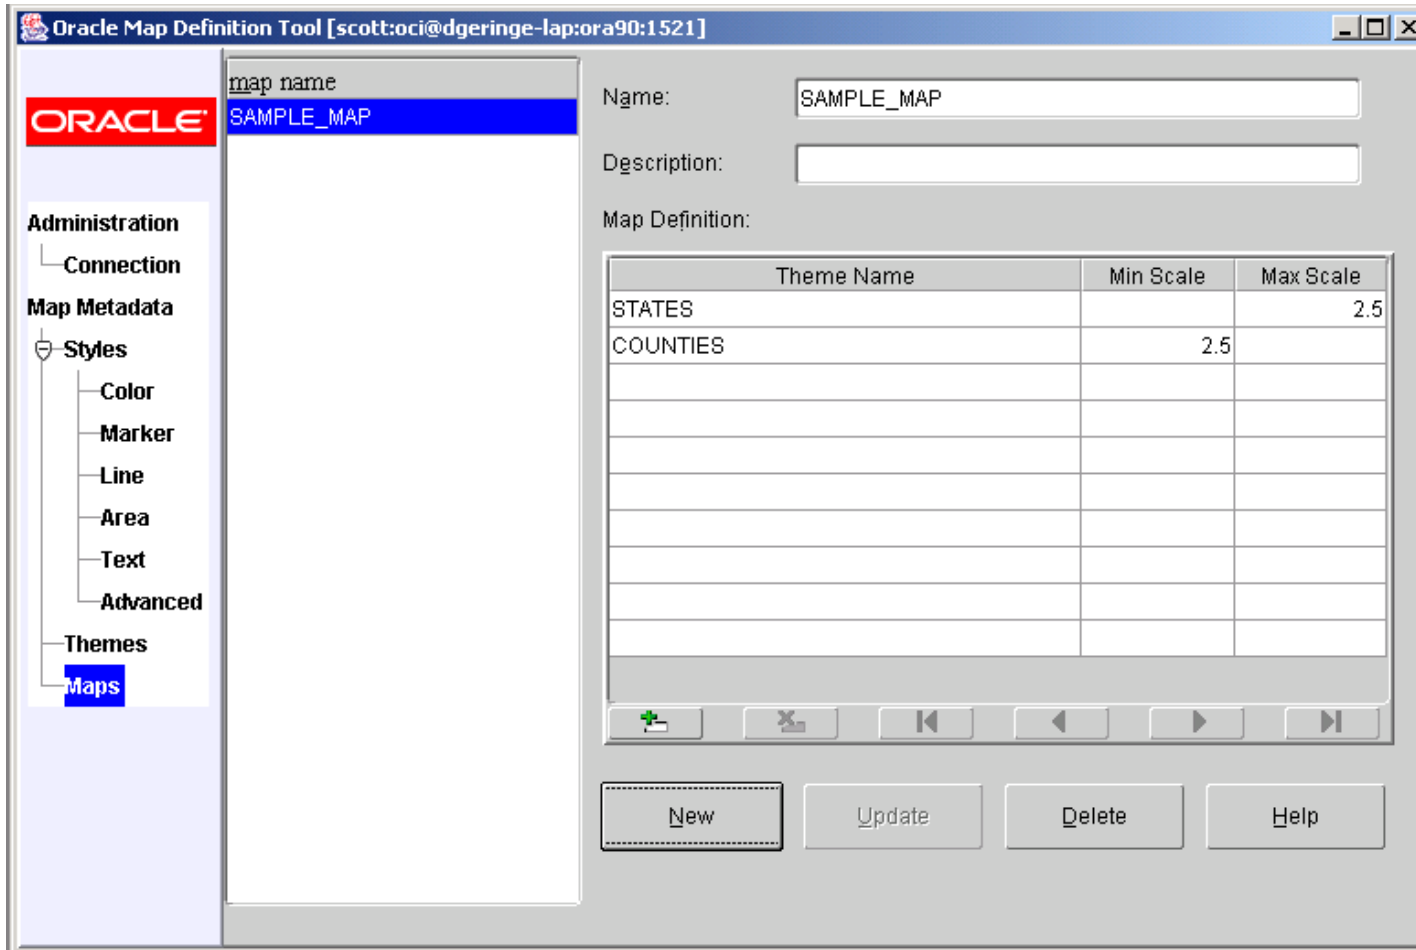 Oracle Map Definition Tool [scott:oci@dgeringe-lap:ora90:1521]
ORACLE
Administration
Connection
Map Metadata
Styles
Color
Marker
Line
Area
Text
Advanced
Themes
Maps
map name
SAMPLE_MAP
Name: SAMPLE_MAP
Description:
Map Definition:
Theme Name Min Scale Max Scale
STATES 2.5
COUNTIES 2.5
New Update Delete Help